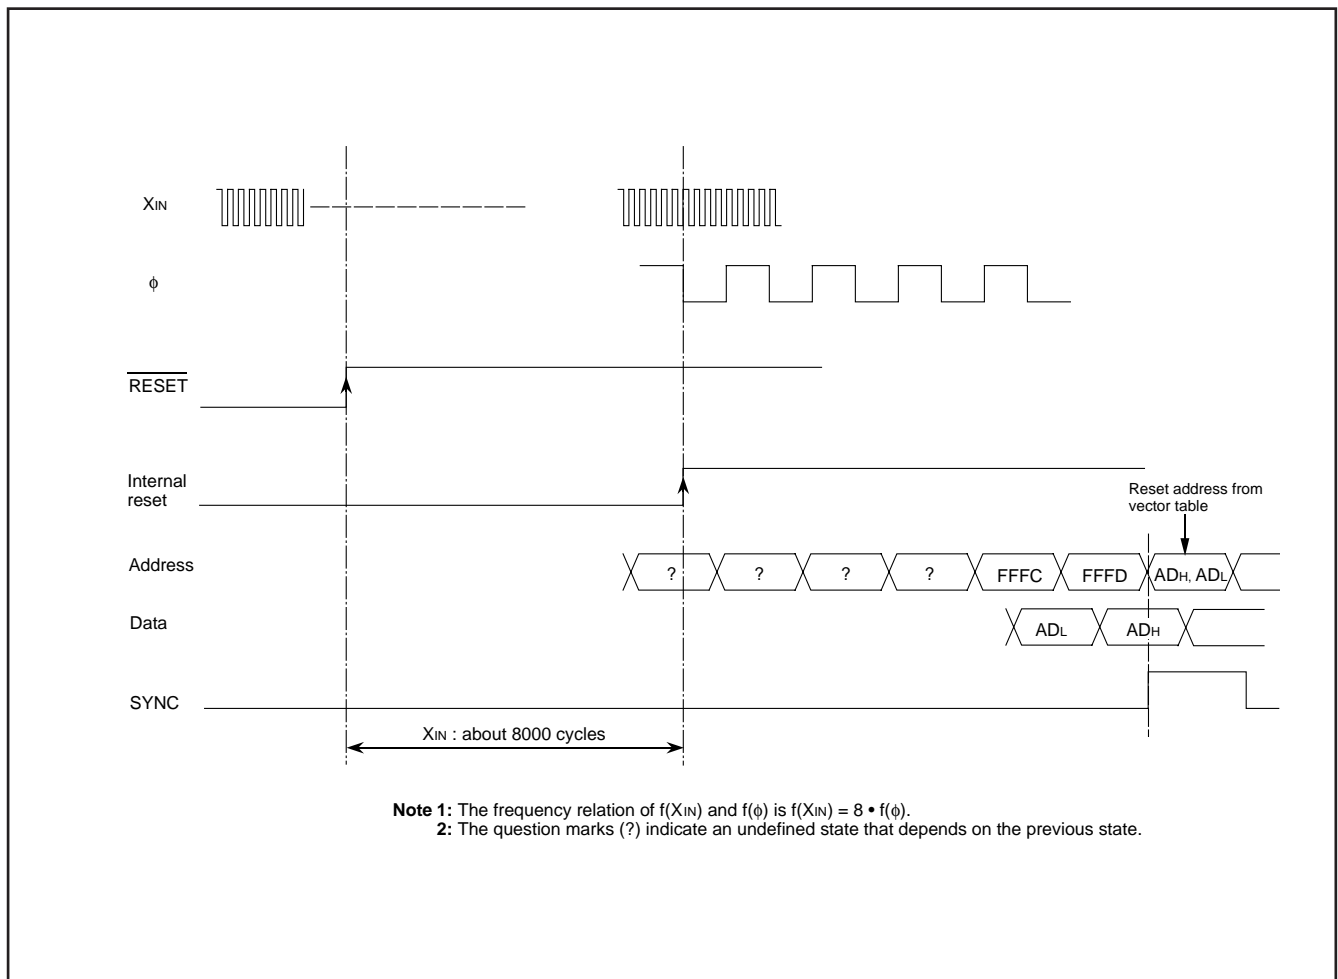 XIN
ϕ
RESET
Internal
reset
Reset address from
vector table
Address
? ? ? ? FFFC FFFD ADH, ADL
Data
ADL ADH
SYNC
XIN : about 8000 cycles
Note 1: The frequency relation of f(XIN) and f(ϕ) is f(XIN) = 8 • f(ϕ).
2: The question marks (?) indicate an undefined state that depends on the previous state.